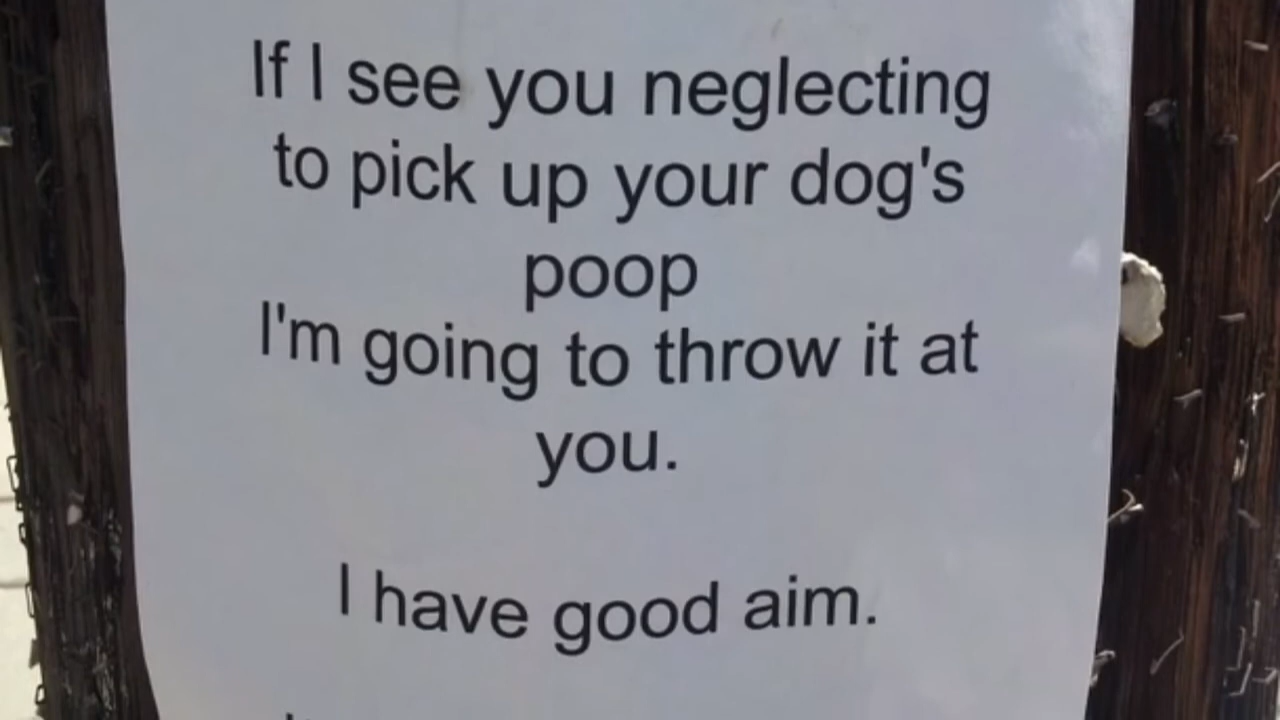 If I see you neglecting
to pick up your dog's
poop
I'm going to throw it at
you.
I have good aim.